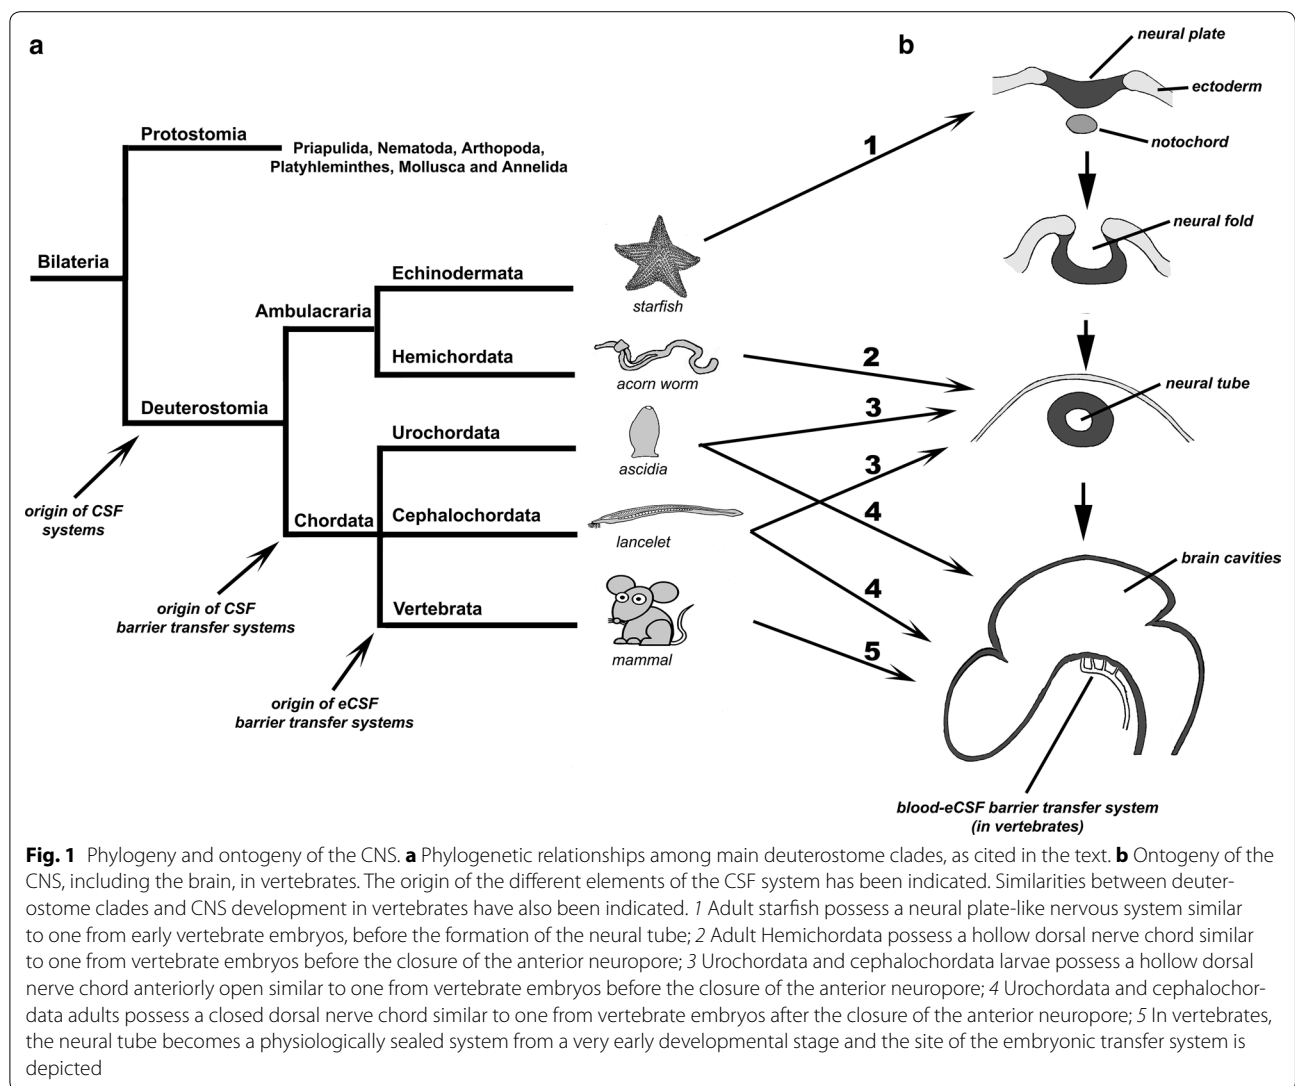 a
b
neural plate
ectoderm
notochord
Protostomia
Priapulida, Nematoda, Arthopoda,
Platyhleminthes, Mollusca and Annelida
1
neural fold
Bilateria
Echinodermata
Ambulacraria
starfish
Hemichordata
acorn worm
2
neural tube
Deuterostomia
3
Urochordata
ascidia
3
origin of CSF
systems
Chordata
Cephalochordata
lancelet
4
brain cavities
origin of CSF
barrier transfer systems
Vertebrata
mammal
4
5
origin of eCSF
barrier transfer systems
blood-eCSF barrier transfer system
(in vertebrates)
Fig. 1 Phylogeny and ontogeny of the CNS. a Phylogenetic relationships among main deuterostome clades, as cited in the text. b Ontogeny of the
CNS, including the brain, in vertebrates. The origin of the different elements of the CSF system has been indicated. Similarities between deuter-
ostome clades and CNS development in vertebrates have also been indicated. 1 Adult starfish possess a neural plate-like nervous system similar
to one from early vertebrate embryos, before the formation of the neural tube; 2 Adult Hemichordata possess a hollow dorsal nerve chord similar
to one from vertebrate embryos before the closure of the anterior neuropore; 3 Urochordata and cephalochordata larvae possess a hollow dorsal
nerve chord anteriorly open similar to one from vertebrate embryos before the closure of the anterior neuropore; 4 Urochordata and cephalochor-
data adults possess a closed dorsal nerve chord similar to one from vertebrate embryos after the closure of the anterior neuropore; 5 In vertebrates,
the neural tube becomes a physiologically sealed system from a very early developmental stage and the site of the embryonic transfer system is
depicted